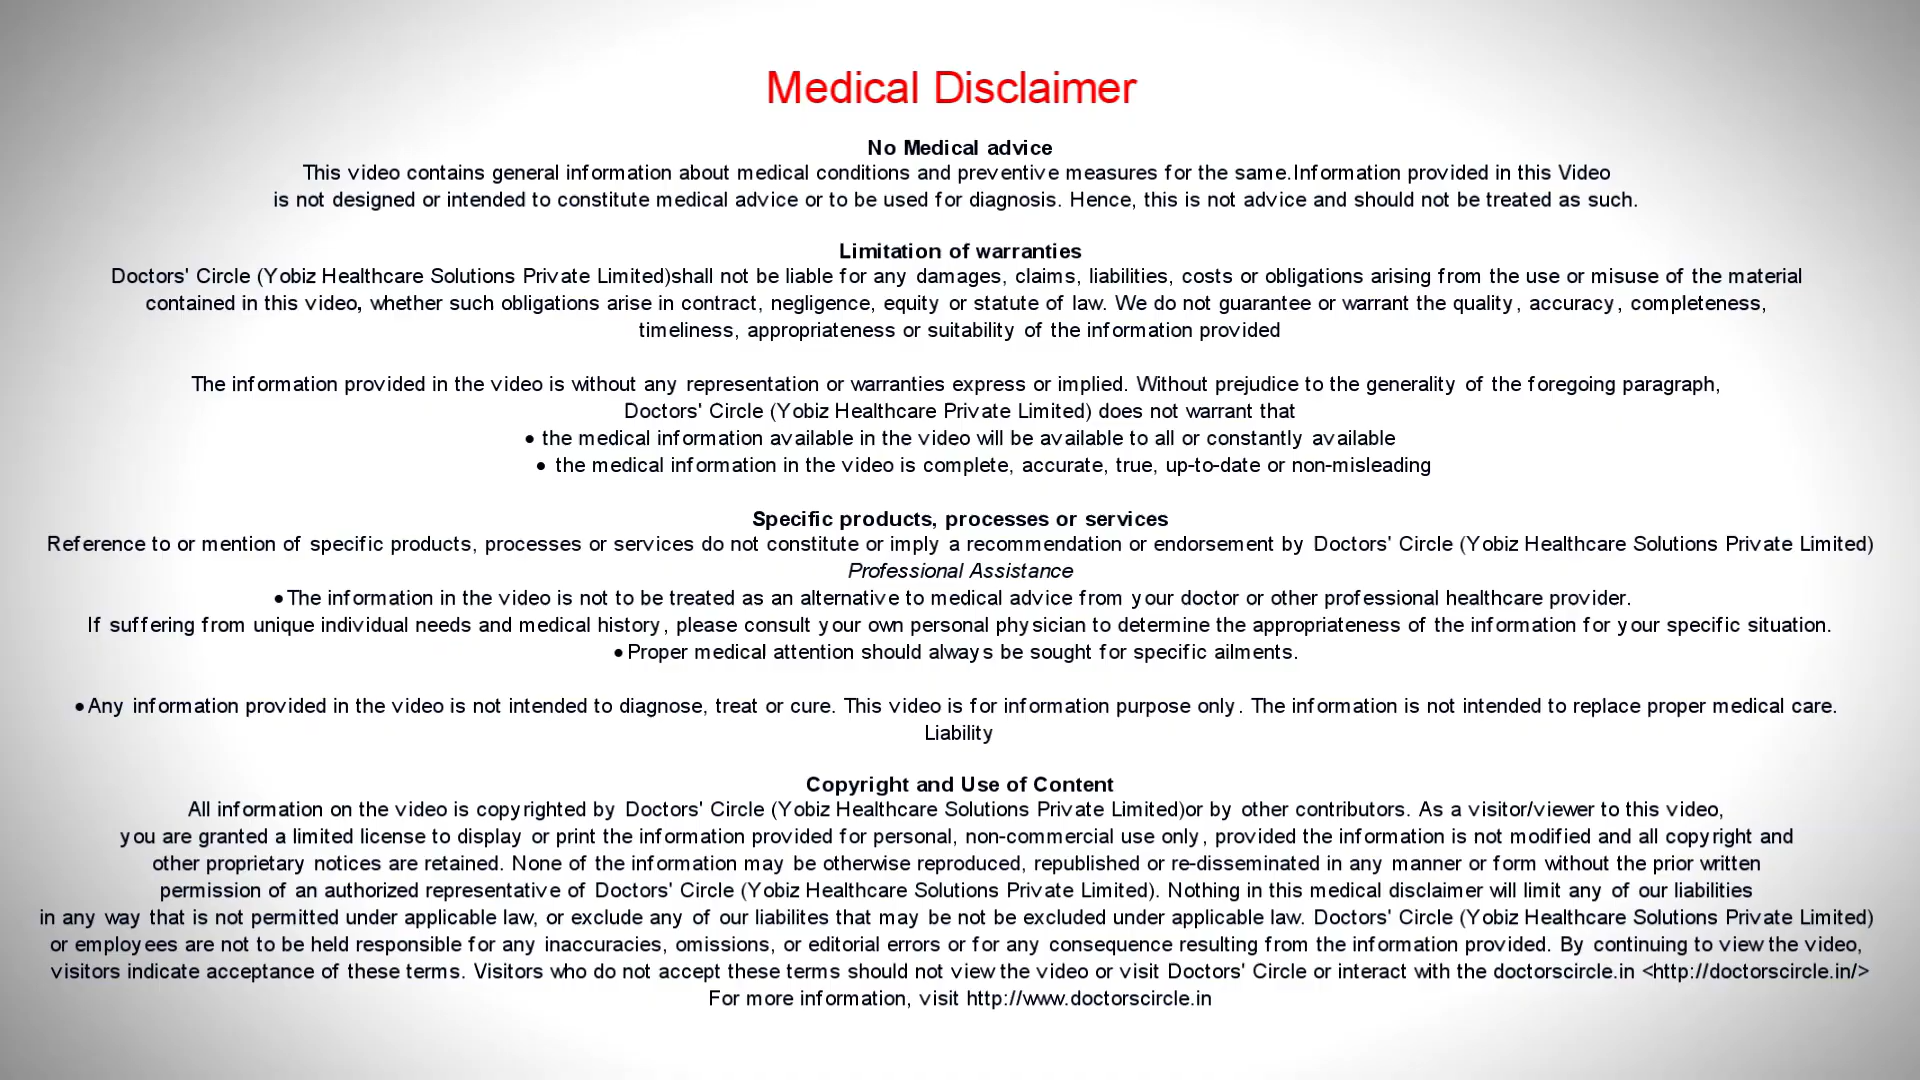 Medical Disclaimer
No Medical advice
This video contains general information about medical conditions and preventive measures for the same.Information provided in this Video
is not designed or intended to constitute medical advice or to be used for diagnosis. Hence, this is not advice and should not be treated as such.
Limitation of warranties
Doctors' Circle (Yobiz Healthcare Solutions Private Limited)shall not be liable for any damages, claims, liabilities, costs or obligations arising from the use or misuse of the material
contained in this video, whether such obligations arise in contract, negligence, equity or statute of law. We do not guarantee or warrant the quality, accuracy, completeness,
timeliness, appropriateness or suitability of the information provided
The information provided in the video is without any representation or warranties express or implied. Without prejudice to the generality of the foregoing paragraph,
Doctors' Circle (Yobiz Healthcare Private Limited) does not warrant that
• the medical information available in the video will be available to all or constantly available
• the medical information in the video is complete, accurate, true, up-to-date or non-misleading
Specific products, processes or services
Reference to or mention of specific products, processes or services do not constitute or imply a recommendation or endorsement by Doctors' Circle (Yobiz Healthcare Solutions Private Limited)
Professional Assistance
•The information in the video is not to be treated as an alternative to medical advice from your doctor or other professional healthcare provider.
If suffering from unique individual needs and medical history, please consult your own personal physician to determine the appropriateness of the information for your specific situation.
•Proper medical attention should always be sought for specific ailments.
•Any information provided in the video is not intended to diagnose, treat or cure. This video is for information purpose only. The information is not intended to replace proper medical care.
Liability
Copyright and Use of Content
All information on the video is copyrighted by Doctors' Circle (Yobiz Healthcare Solutions Private Limited)or by other contributors. As a visitor/viewer to this video,
you are granted a limited license to display or print the information provided for personal, non-commercial use only, provided the information is not modified and all copyright and
other proprietary notices are retained. None of the information may be otherwise reproduced, republished or re-disseminated in any manner or form without the prior written
permission of an authorized representative of Doctors' Circle (Yobiz Healthcare Solutions Private Limited). Nothing in this medical disclaimer will limit any of our liabilities
in any way that is not permitted under applicable law, or exclude any of our liabilites that may be not be excluded under applicable law. Doctors' Circle (Yobiz Healthcare Solutions Private Limited)
or employees are not to be held responsible for any inaccuracies, omissions, or editorial errors or for any consequence resulting from the information provided. By continuing to view the video,
visitors indicate acceptance of these terms. Visitors who do not accept these terms should not view the video or visit Doctors' Circle or interact with the doctorscircle.in <http://doctorscircle.in/>
For more information, visit http://www.doctorscircle.in